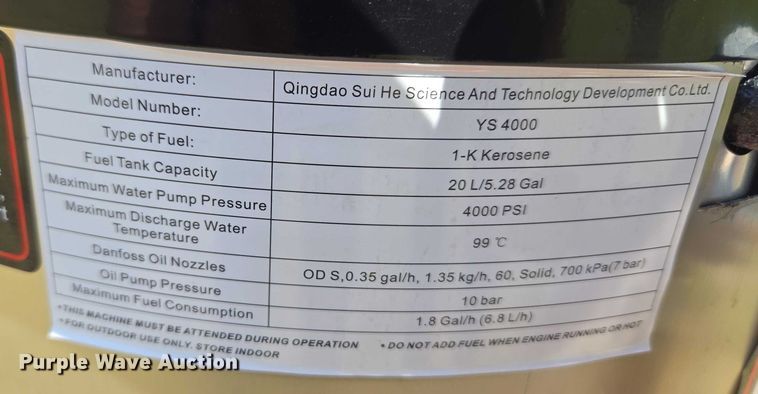 Manufacturer: Qingdao Sui He Science And Technology Development Co.Ltd.
Model Number: YS 4000
Type of Fuel: 1-K Kerosene
Fuel Tank Capacity 20 L/5.28 Gal
Maximum Water Pump Pressure 4000 PSI
Maximum Discharge Water
Temperature 99 ℃
Danfoss Oil Nozzles OD S,0.35 gal/h, 1.35 kg/h, 60, Solid, 700 kPa(7 bar)
Oil Pump Pressure 10 bar
Maximum Fuel Consumption 1.8 Gal/h (6.8 L/h)
•THIS MACHINE MUST BE ATTENDED DURING OPERATION
•FOR OUTDOOR USE ONLY. STORE INDOOR
•DO NOT ADD FUEL WHEN ENGINE RUNNING OR HOT
Purple Wave Auction